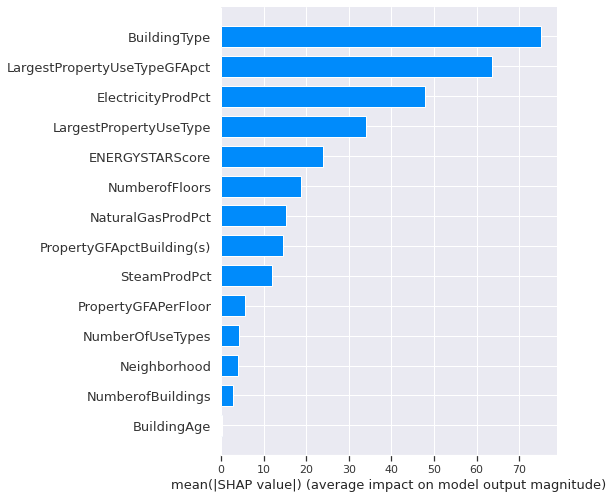 BuildingType
LargestPropertyUseTypeGFApct
ElectricityProdPct
LargestPropertyUseType
ENERGYSTARScore
NumberofFloors
NaturalGasProdPct
PropertyGFApctBuilding(s)
SteamProdPct
PropertyGFAPerFloor
NumberOfUseTypes
Neighborhood
NumberofBuildings
BuildingAge
0 10 20 30 40 50 60 70
mean(|SHAP value|) (average impact on model output magnitude)